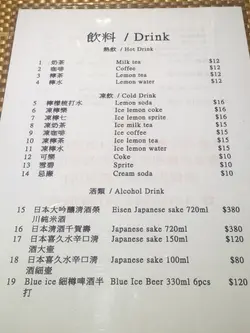 飲料 / Drink
熱飲 / Hot Drink
1 奶茶 Milk tea $12
2 咖啡 Coffee $12
3 檸茶 Lemon tea $12
4 檸水 Lemon water $12
凍飲 / Cold Drink
5 檸檬梳打水 Lemon soda $16
6 凍檸樂 Ice lemon coke $16
7 凍檸七 Ice lemon sprite $16
8 凍奶茶 Ice milk tea $15
9 凍咖啡 Ice coffee $15
10 凍檸茶 Ice lemon tea $15
11 凍檸水 Ice lemon water $15
12 可樂 Coke $10
13 雪碧 Sprite $10
14 忌廉 Cream soda $10
酒類 / Alcohol Drink
15 日本大吟釀清酒榮 Eisen Japanese sake 720ml $380
川純米酒
16 日本清酒千賀壽 Japanese sake 720ml $380
17 日本喜久水辛口清 Japanese sake 150ml $120
酒大壺
18 日本喜久水辛口清 Japanese sake 100ml $80
酒細壺
19 Blue ice 細樽啤酒半 Blue Ice Beer 330ml 6pcs $120
打